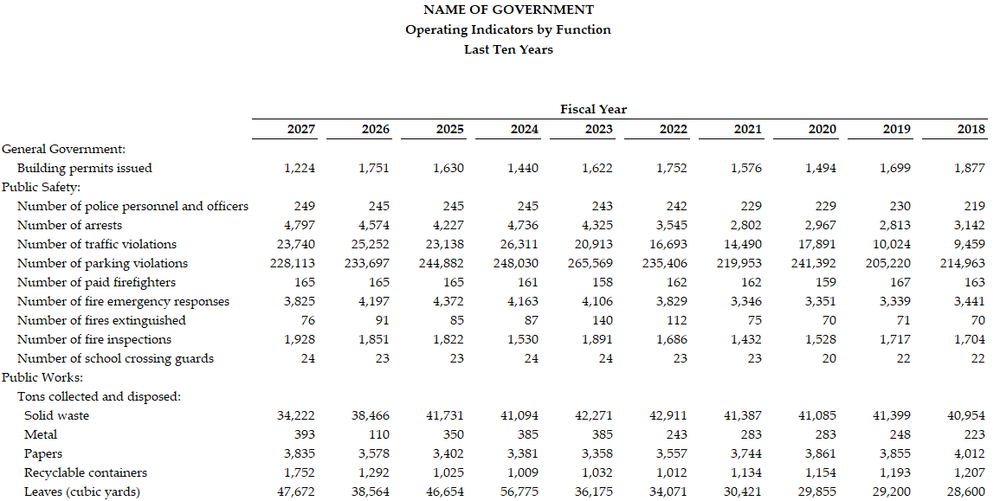 NAME OF GOVERNMENT
Operating Indicators by Function
Last Ten Years
Fiscal Year
2027 2026 2025 2024 2023 2022 2021 2020 2019 2018
General Government:
Building permits issued 1,224 1,751 1,630 1,440 1,622 1,752 1,576 1,494 1,699 1,877
Public Safety:
Number of police personnel and officers 249 245 245 245 243 242 229 229 230 219
Number of arrests 4,797 4,574 4,227 4,736 4,325 3,545 2,802 2,967 2,813 3,142
Number of traffic violations 23,740 25,252 23,138 26,311 20,913 16,693 14,490 17,891 10,024 9,459
Number of parking violations 228,113 233,697 244,882 248,030 265,569 235,406 219,953 241,392 205,220 214,963
Number of paid firefighters 165 165 165 161 158 162 162 159 167 163
Number of fire emergency responses 3,825 4,197 4,372 4,163 4,106 3,829 3,346 3,351 3,339 3,441
Number of fires extinguished 76 91 85 87 140 112 75 70 71 70
Number of fire inspections 1,928 1,851 1,822 1,530 1,891 1,686 1,432 1,528 1,717 1,704
Number of school crossing guards 24 23 23 24 24 23 23 20 22 22
Public Works:
Tons collected and disposed:
Solid waste 34,222 38,466 41,731 41,094 42,271 42,911 41,387 41,085 41,399 40,954
Metal 393 110 350 385 385 243 283 283 248 223
Papers 3,835 3,578 3,402 3,381 3,358 3,557 3,744 3,861 3,855 4,012
Recyclable containers 1,752 1,292 1,025 1,009 1,032 1,012 1,134 1,154 1,193 1,207
Leaves (cubic yards) 47,672 38,564 46,654 56,775 36,175 34,071 30,421 29,855 29,200 28,600